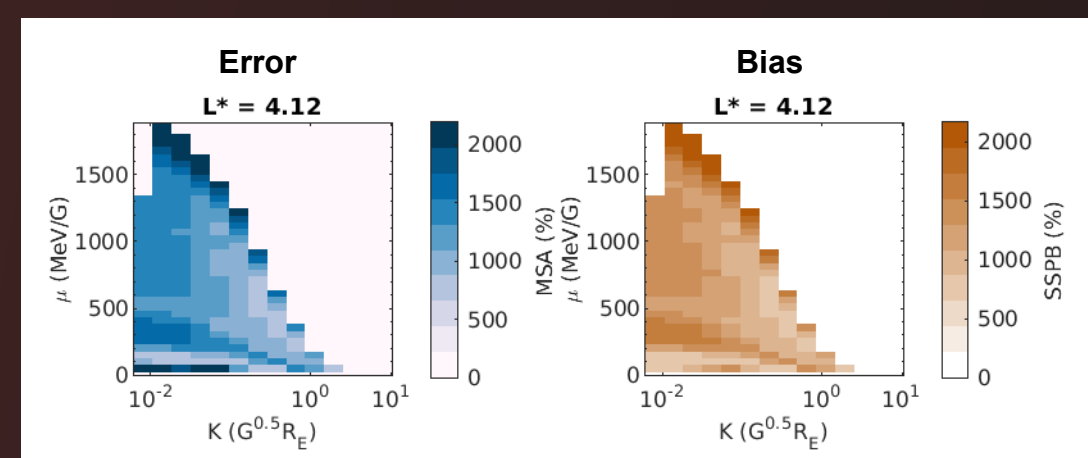 Error
L* = 4.12
μ (MeV/G)
1500
1000
500
0
10^-2
10^0
10^1
K (G^0.5 R_E)
2000
1500
1000
500
0
MSA (%)
Bias
L* = 4.12
μ (MeV/G)
1500
1000
500
0
10^-2
10^0
10^1
K (G^0.5 R_E)
2000
1500
1000
500
0
SSPB (%)